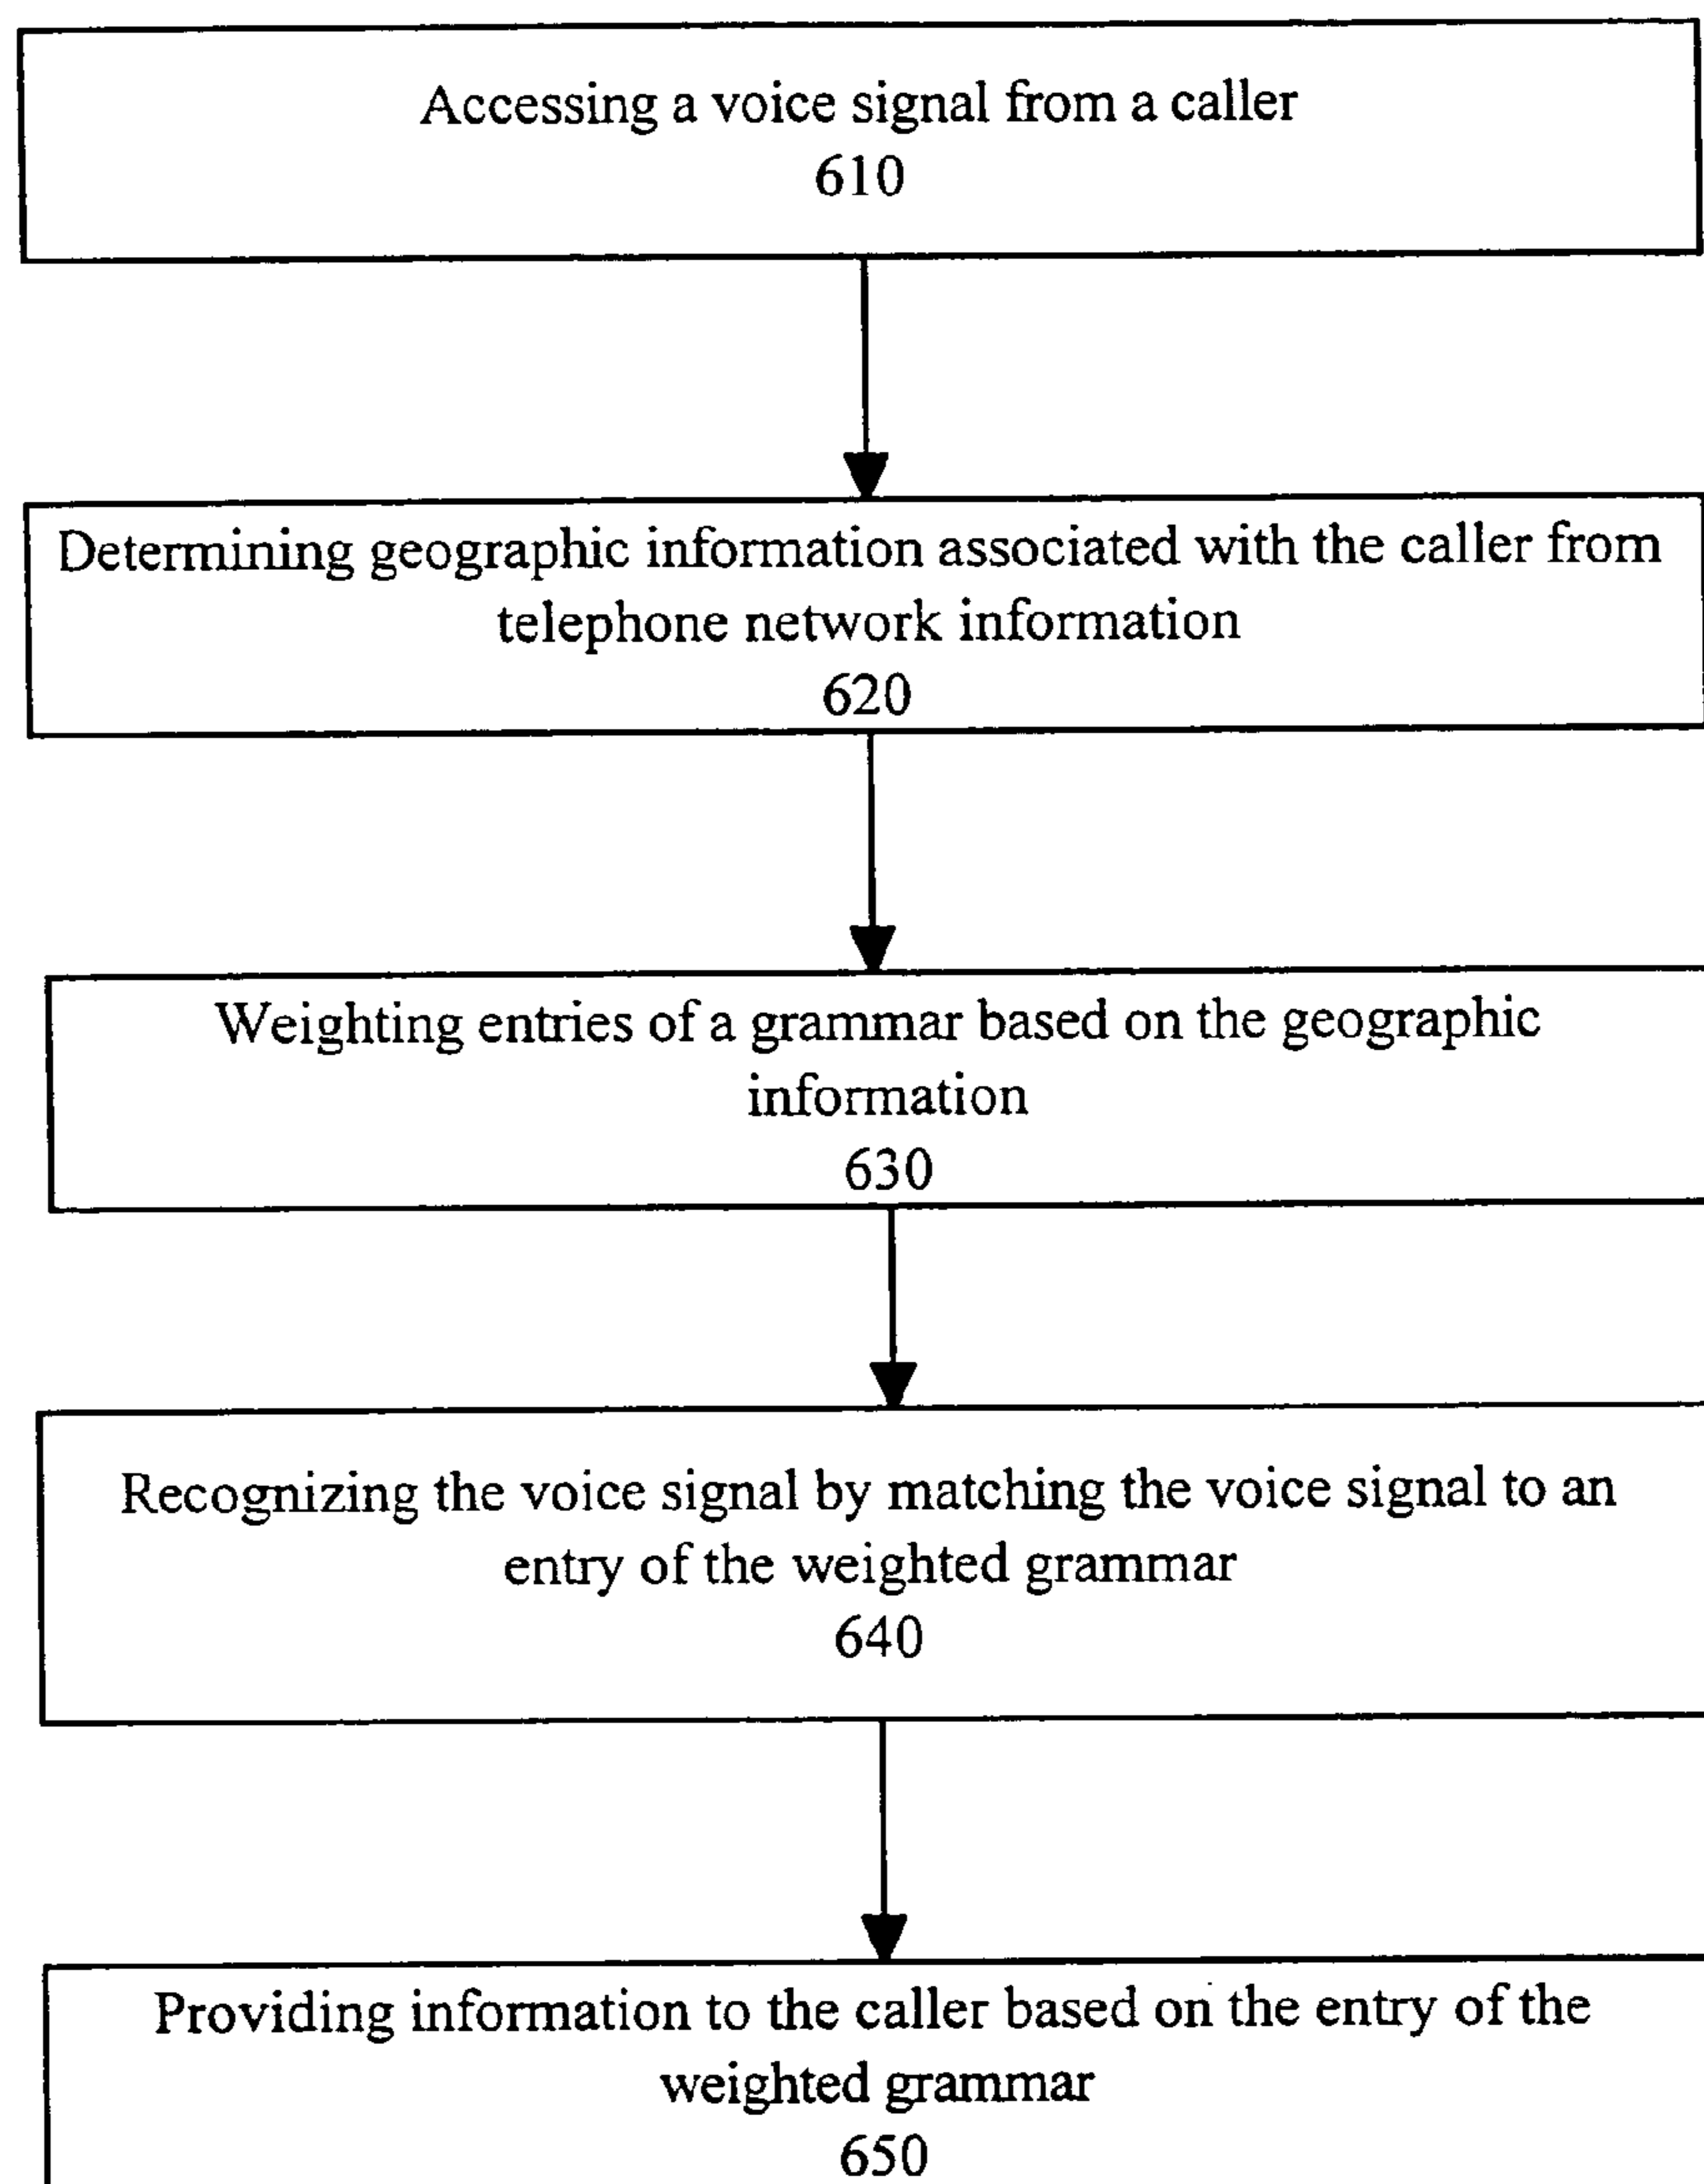 Accessing a voice signal from a caller
610
Determining geographic information associated with the caller from
telephone network information
620
Weighting entries of a grammar based on the geographic
information
630
Recognizing the voice signal by matching the voice signal to an
entry of the weighted grammar
640
Providing information to the caller based on the entry of the
weighted grammar
650